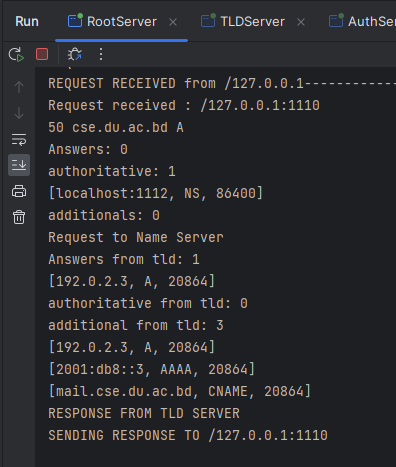 Run RootServer TLDServer AuthSer
REQUEST RECEIVED from /127.0.0.1------------
Request received : /127.0.0.1:1110
50 cse.du.ac.bd A
Answers: 0
authoritative: 1
[localhost:1112, NS, 86400]
additionals: 0
Request to Name Server
Answers from tld: 1
[192.0.2.3, A, 20864]
authoritative from tld: 0
additional from tld: 3
[192.0.2.3, A, 20864]
[2001:db8::3, AAAA, 20864]
[mail.cse.du.ac.bd, CNAME, 20864]
RESPONSE FROM TLD SERVER
SENDING RESPONSE TO /127.0.0.1:1110